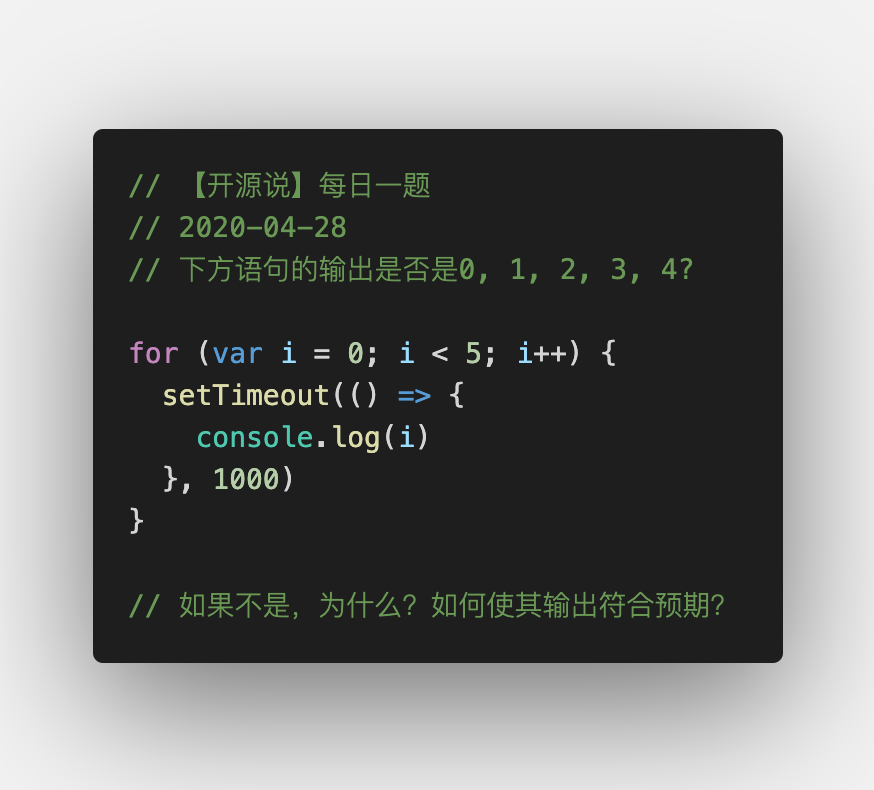 // 【开源说】每日一题
// 2020-04-28
// 下方语句的输出是否是0, 1, 2, 3, 4?
for (var i = 0; i < 5; i++) {
  setTimeout(() => {
    console.log(i)
  }, 1000)
}
// 如果不是，为什么？如何使其输出符合预期？